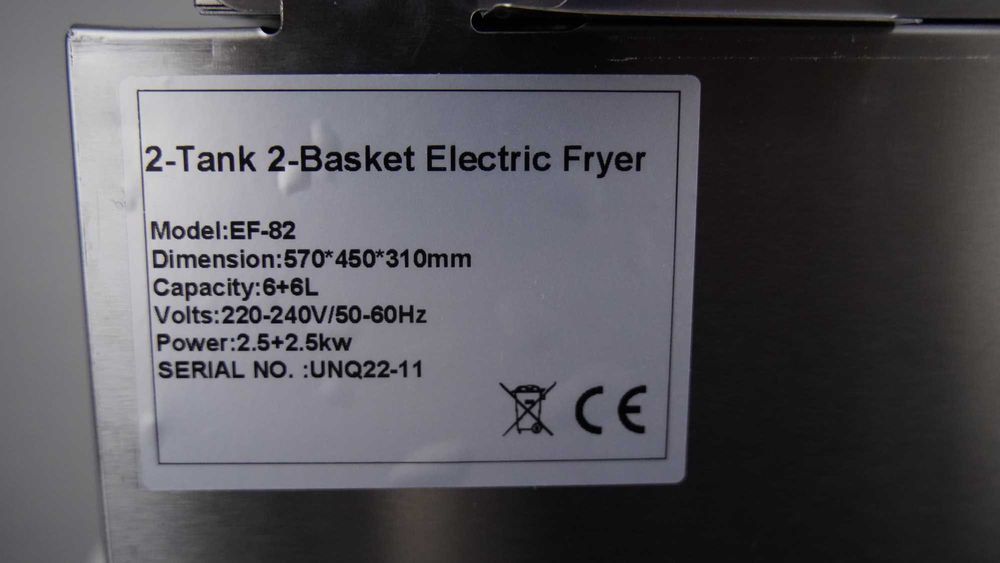 2-Tank 2-Basket Electric Fryer
Model:EF-82
Dimension:570*450*310mm
Capacity:6+6L
Volts:220-240V/50-60Hz
Power:2.5+2.5kw
SERIAL NO. :UNQ22-11
CE